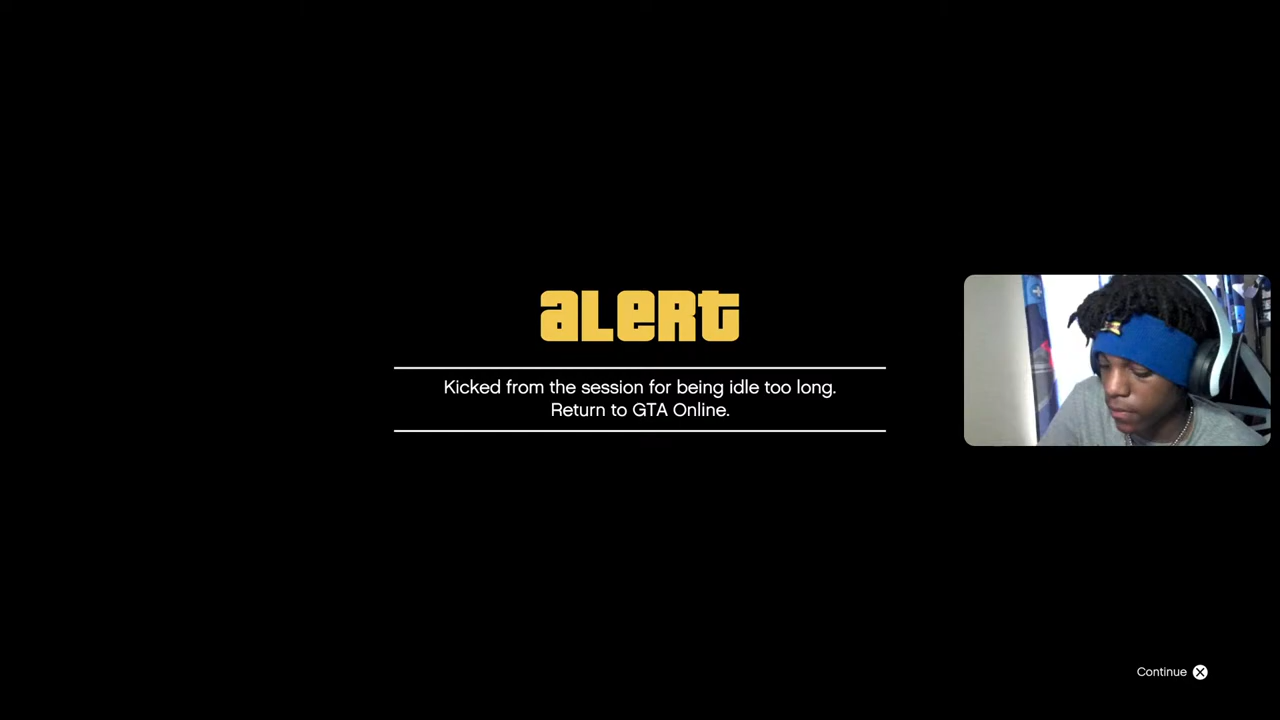 alert
Kicked from the session for being idle too long.
Return to GTA Online.
Continue